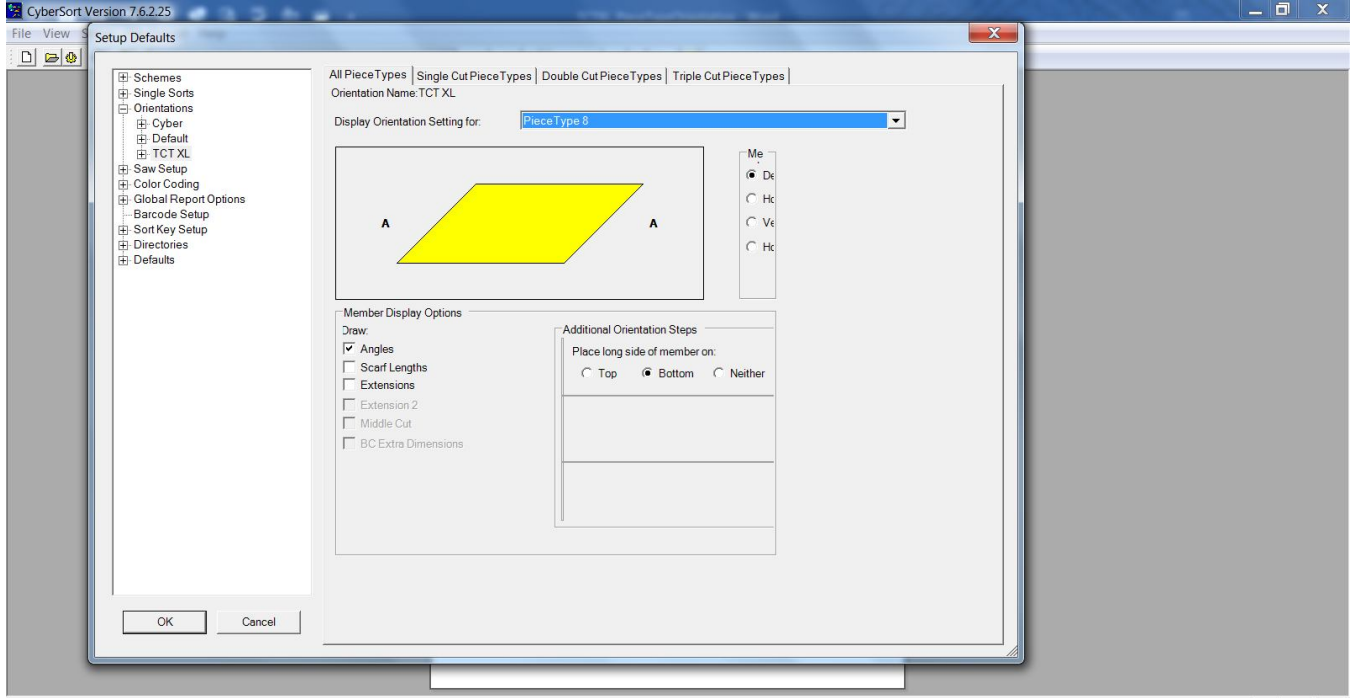 CyberSort Version 7.6.2.25
File View S
Setup Defaults
Schemes
Single Sorts
Orientations
Cyber
Default
TCT XL
Saw Setup
Color Coding
Global Report Options
Barcode Setup
Sort Key Setup
Directories
Defaults
OK Cancel
All PieceTypes Single Cut PieceTypes Double Cut PieceTypes Triple Cut PieceTypes
Orientation Name:TCT XL
Display Orientation Setting for: PieceType 8
A A
Me
De
Ho
Ve
Ho
Member Display Options
Draw:
Angles
Scarf Lengths
Extensions
Extension 2
Middle Cut
BC Extra Dimensions
Additional Orientation Steps
Place long side of member on:
Top Bottom Neither